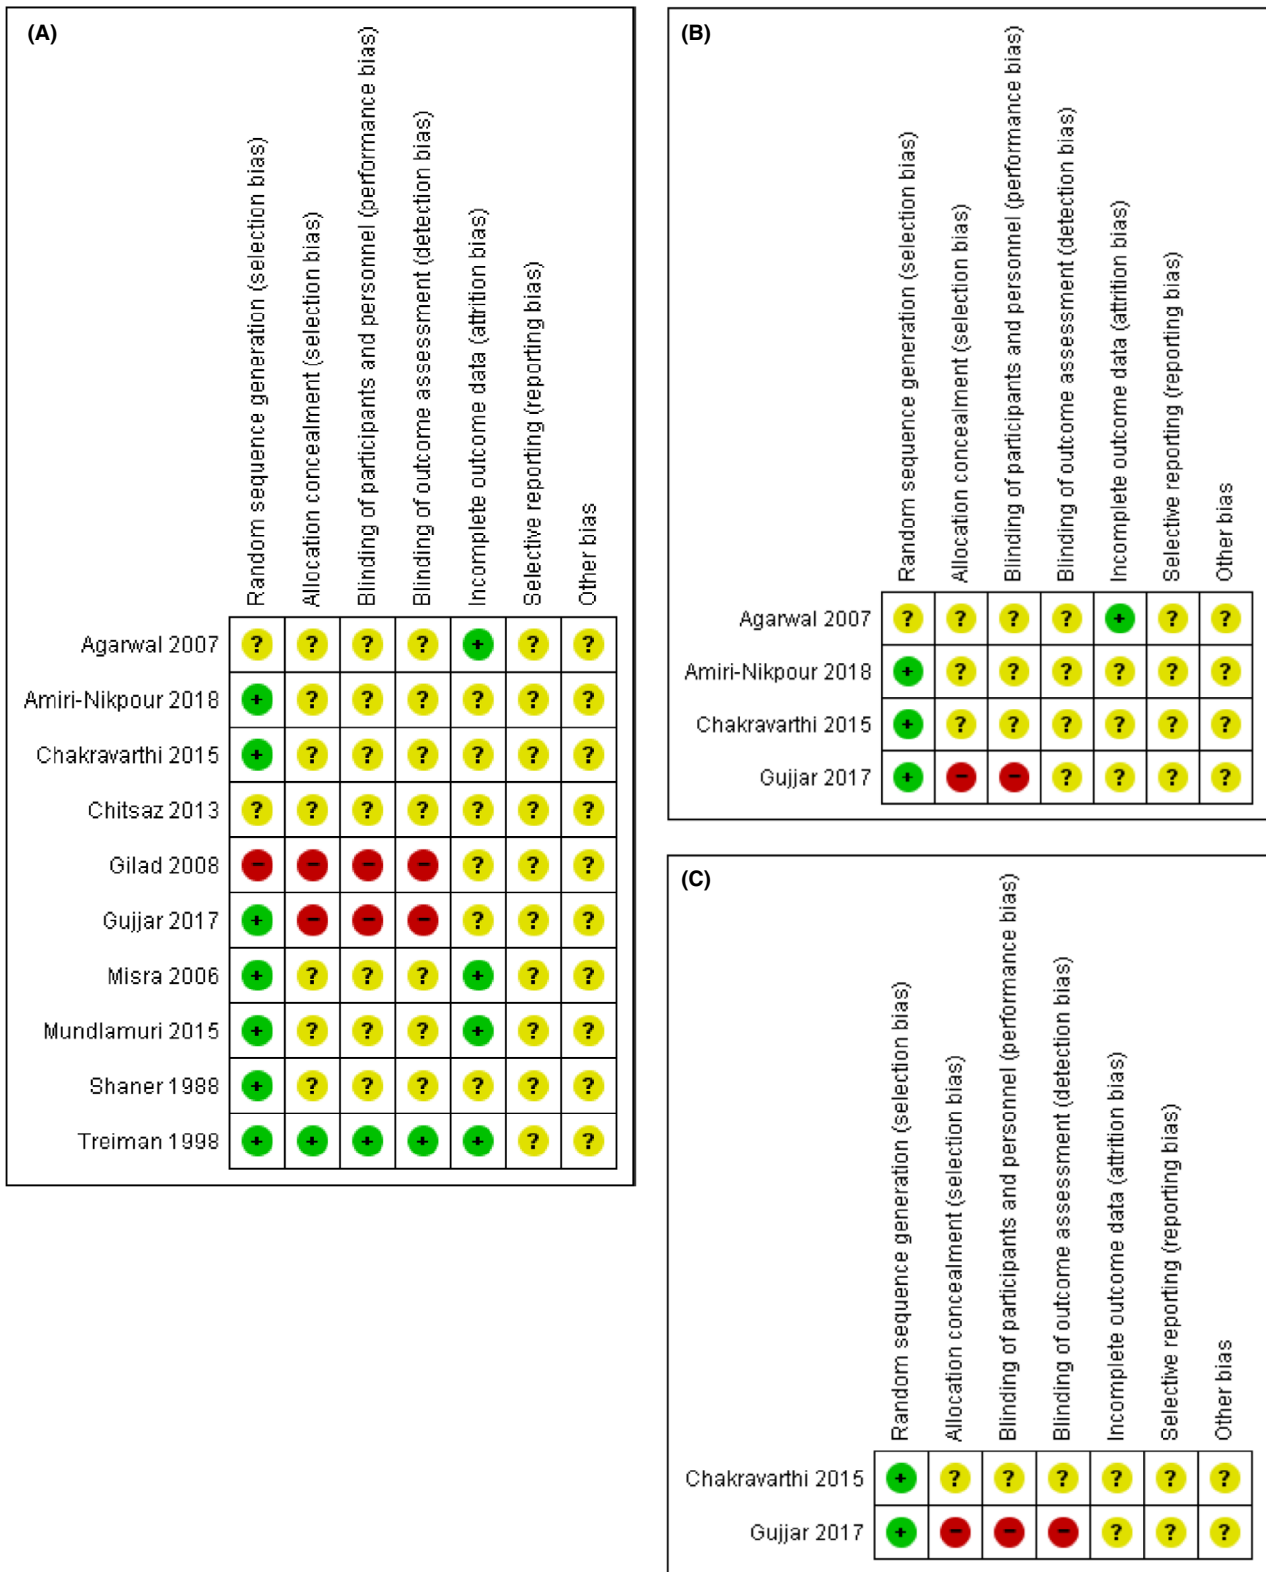 (A)
Random sequence generation (selection bias)
Allocation concealment (selection bias)
Blinding of participants and personnel (performance bias)
Blinding of outcome assessment (detection bias)
Incomplete outcome data (attrition bias)
Selective reporting (reporting bias)
Other bias
Agarwal 2007 ? ? ? ? + ? ?
Amiri-Nikpour 2018 + ? ? ? ? ? ?
Chakravarthi 2015 + ? ? ? ? ? ?
Chitsaz 2013 ? ? ? ? ? ? ?
Gilad 2008 − − − − ? ? ?
Gujjar 2017 + − − − ? ? ?
Misra 2006 + ? ? ? + ? ?
Mundlamuri 2015 + ? ? ? + ? ?
Shaner 1988 + ? ? ? ? ? ?
Treiman 1998 + + + + + ? ?
(B)
Random sequence generation (selection bias)
Allocation concealment (selection bias)
Blinding of participants and personnel (performance bias)
Blinding of outcome assessment (detection bias)
Incomplete outcome data (attrition bias)
Selective reporting (reporting bias)
Other bias
Agarwal 2007 ? ? ? ? + ? ?
Amiri-Nikpour 2018 + ? ? ? ? ? ?
Chakravarthi 2015 + ? ? ? ? ? ?
Gujjar 2017 + − − ? ? ? ?
(C)
Random sequence generation (selection bias)
Allocation concealment (selection bias)
Blinding of participants and personnel (performance bias)
Blinding of outcome assessment (detection bias)
Incomplete outcome data (attrition bias)
Selective reporting (reporting bias)
Other bias
Chakravarthi 2015 + ? ? ? ? ? ?
Gujjar 2017 + − − − ? ? ?